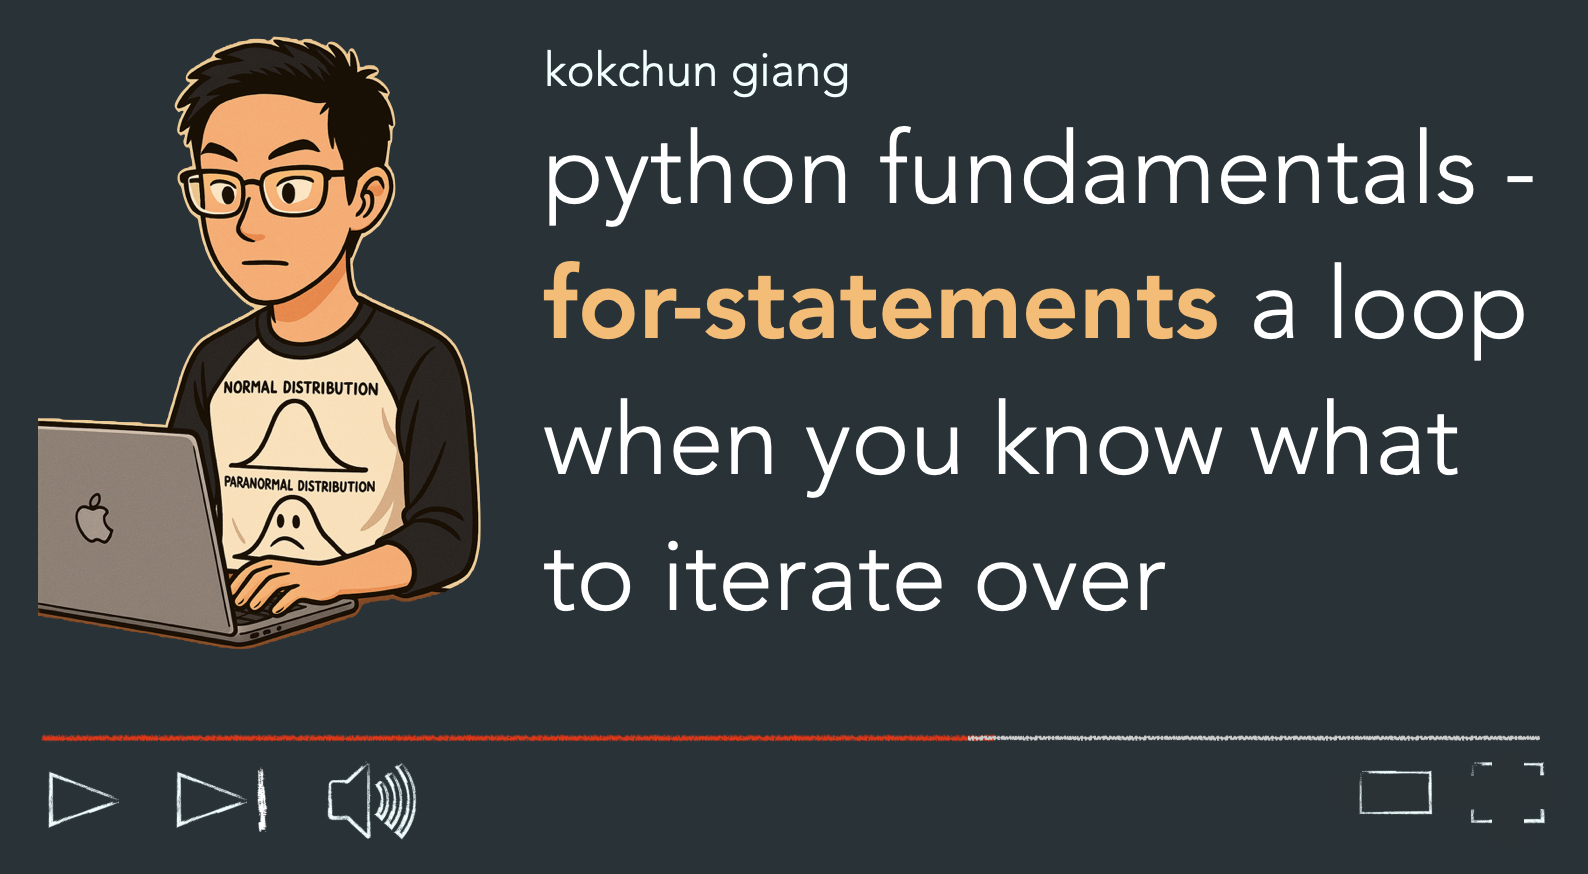 kokchun giang
python fundamentals -
for-statements a loop
when you know what
to iterate over
NORMAL DISTRIBUTION
PARANORMAL DISTRIBUTION